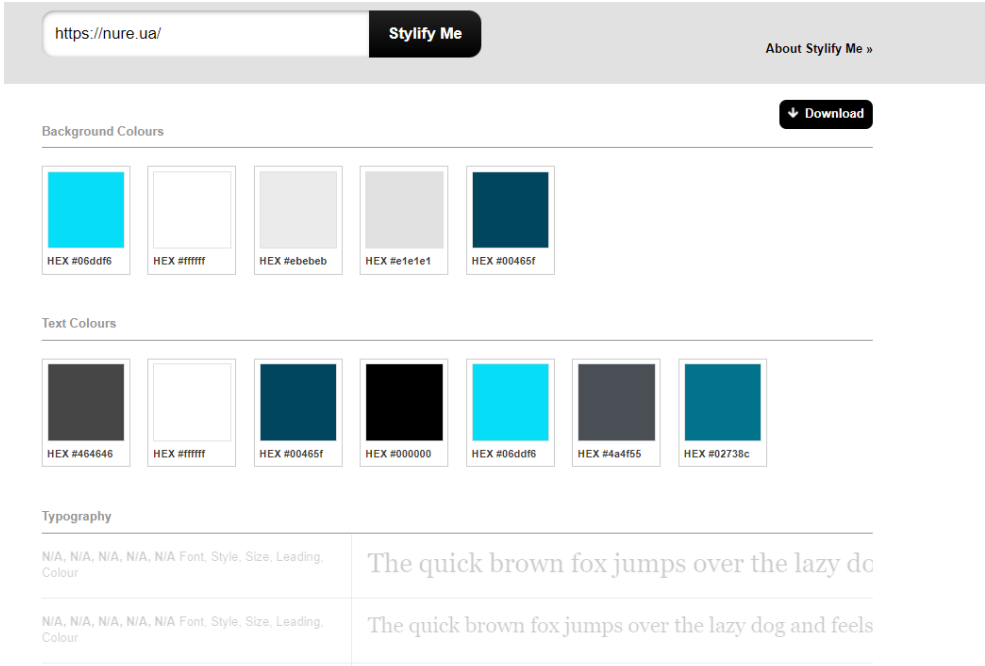 https://nure.ua/
Stylify Me
About Stylify Me »
Download
Background Colours
HEX #06ddf6
HEX #ffffff
HEX #ebebeb
HEX #e1e1e1
HEX #00465f
Text Colours
HEX #464646
HEX #ffffff
HEX #00465f
HEX #000000
HEX #06ddf6
HEX #4a4f55
HEX #02738c
Typography
N/A, N/A, N/A, N/A, N/A Font, Style, Size, Leading,
Colour
The quick brown fox jumps over the lazy do
N/A, N/A, N/A, N/A, N/A Font, Style, Size, Leading,
Colour
The quick brown fox jumps over the lazy dog and feels